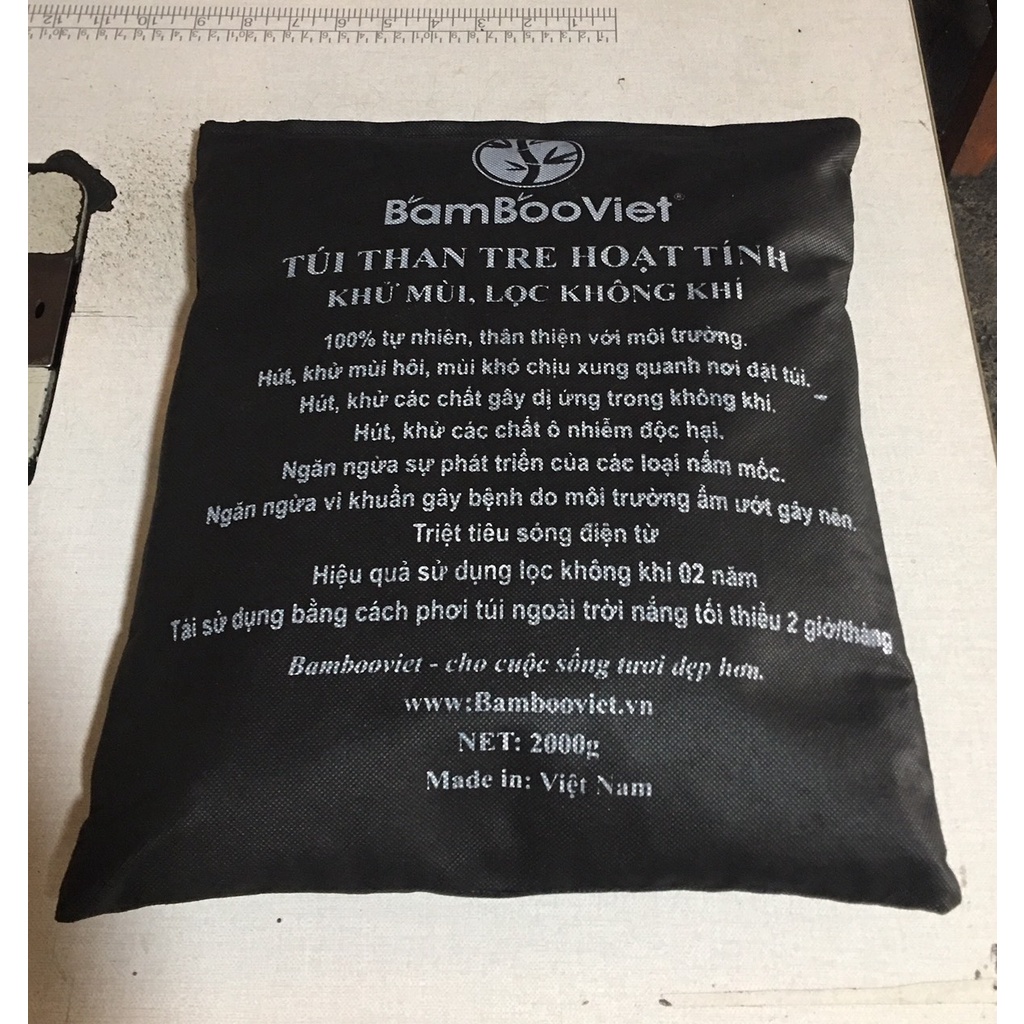 BamBooViet®
TÚI THAN TRE HOẠT TÍNH
KHỬ MÙI, LỌC KHÔNG KHÍ
100% tự nhiên, thân thiện với môi trường.
Hút, khử mùi hôi, mùi khó chịu xung quanh nơi đặt túi.
Hút, khử các chất gây dị ứng trong không khí.
Hút, khử các chất ô nhiễm độc hại.
Ngăn ngừa sự phát triển của các loại nấm mốc.
Ngăn ngừa vi khuẩn gây bệnh do môi trường ẩm ướt gây nên.
Triệt tiêu sóng điện từ
Hiệu quả sử dụng lọc không khi 02 năm
Tái sử dụng bằng cách phơi túi ngoài trời nắng tối thiểu 2 giờ/tháng
Bambooviet - cho cuộc sống tươi đẹp hơn.
www:Bambooviet.vn
NET: 2000g
Made in: Việt Nam